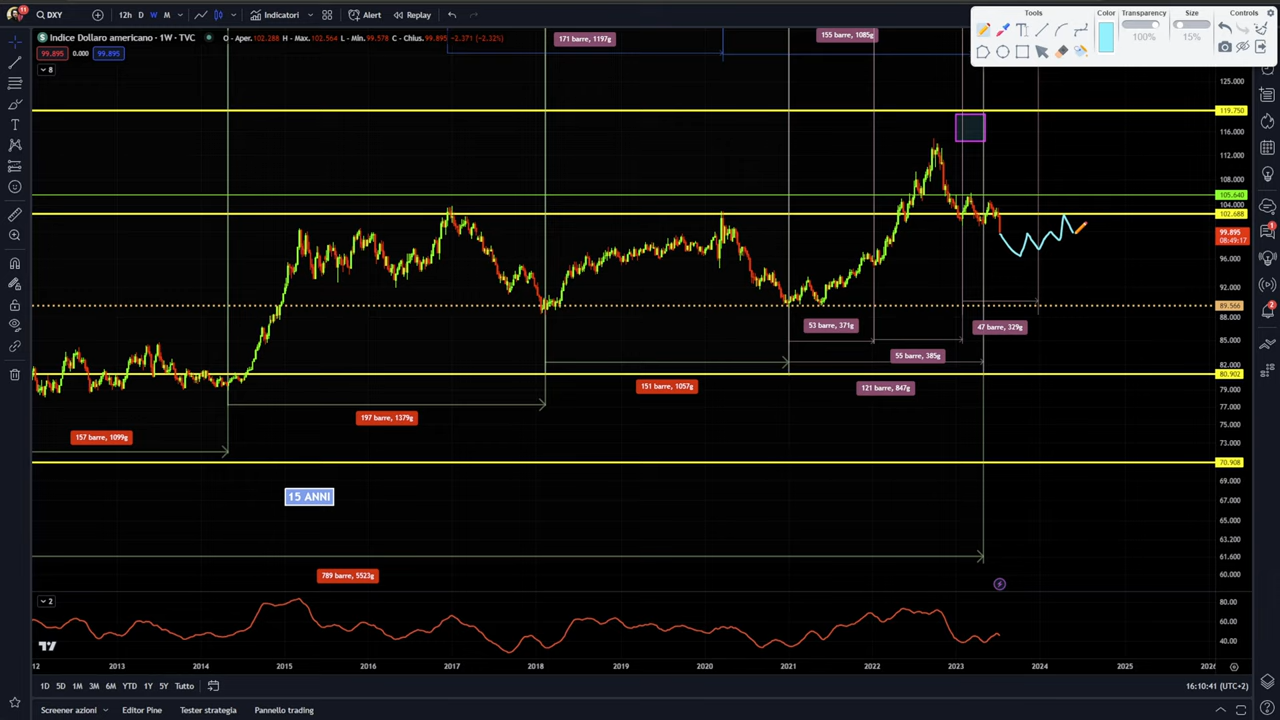 11
DXY
12h D W M
Indicatori
Alert
Replay
Tools
Color
Transparency
Size
Controls
100%
15%
Indice Dollaro americano · 1W · TVC
O - Aper. 102.288 H - Max. 102.564 L - Min. 99.578 C - Chius. 99.895 -2.371 (-2.32%)
99.895 0.000 99.895
8
171 barre, 1197g
155 barre, 1085g
125.000
119.750
116.000
112.000
108.000
105.640
104.000
102.688
99.895
08:49:17
96.000
92.000
89.566
88.000
85.000
82.000
80.902
79.000
77.000
75.000
73.000
70.908
69.000
67.000
65.000
63.200
61.600
60.000
53 barre, 371g
47 barre, 329g
55 barre, 385g
151 barre, 1057g
121 barre, 847g
197 barre, 1379g
157 barre, 1099g
15 ANNI
789 barre, 5523g
2
80.00
60.00
40.00
12 2013 2014 2015 2016 2017 2018 2019 2020 2021 2022 2023 2024 2025 2026
1D 5D 1M 3M 6M YTD 1Y 5Y Tutto
16:10:41 (UTC+2)
Screener azioni
Editor Pine
Tester strategia
Pannello trading